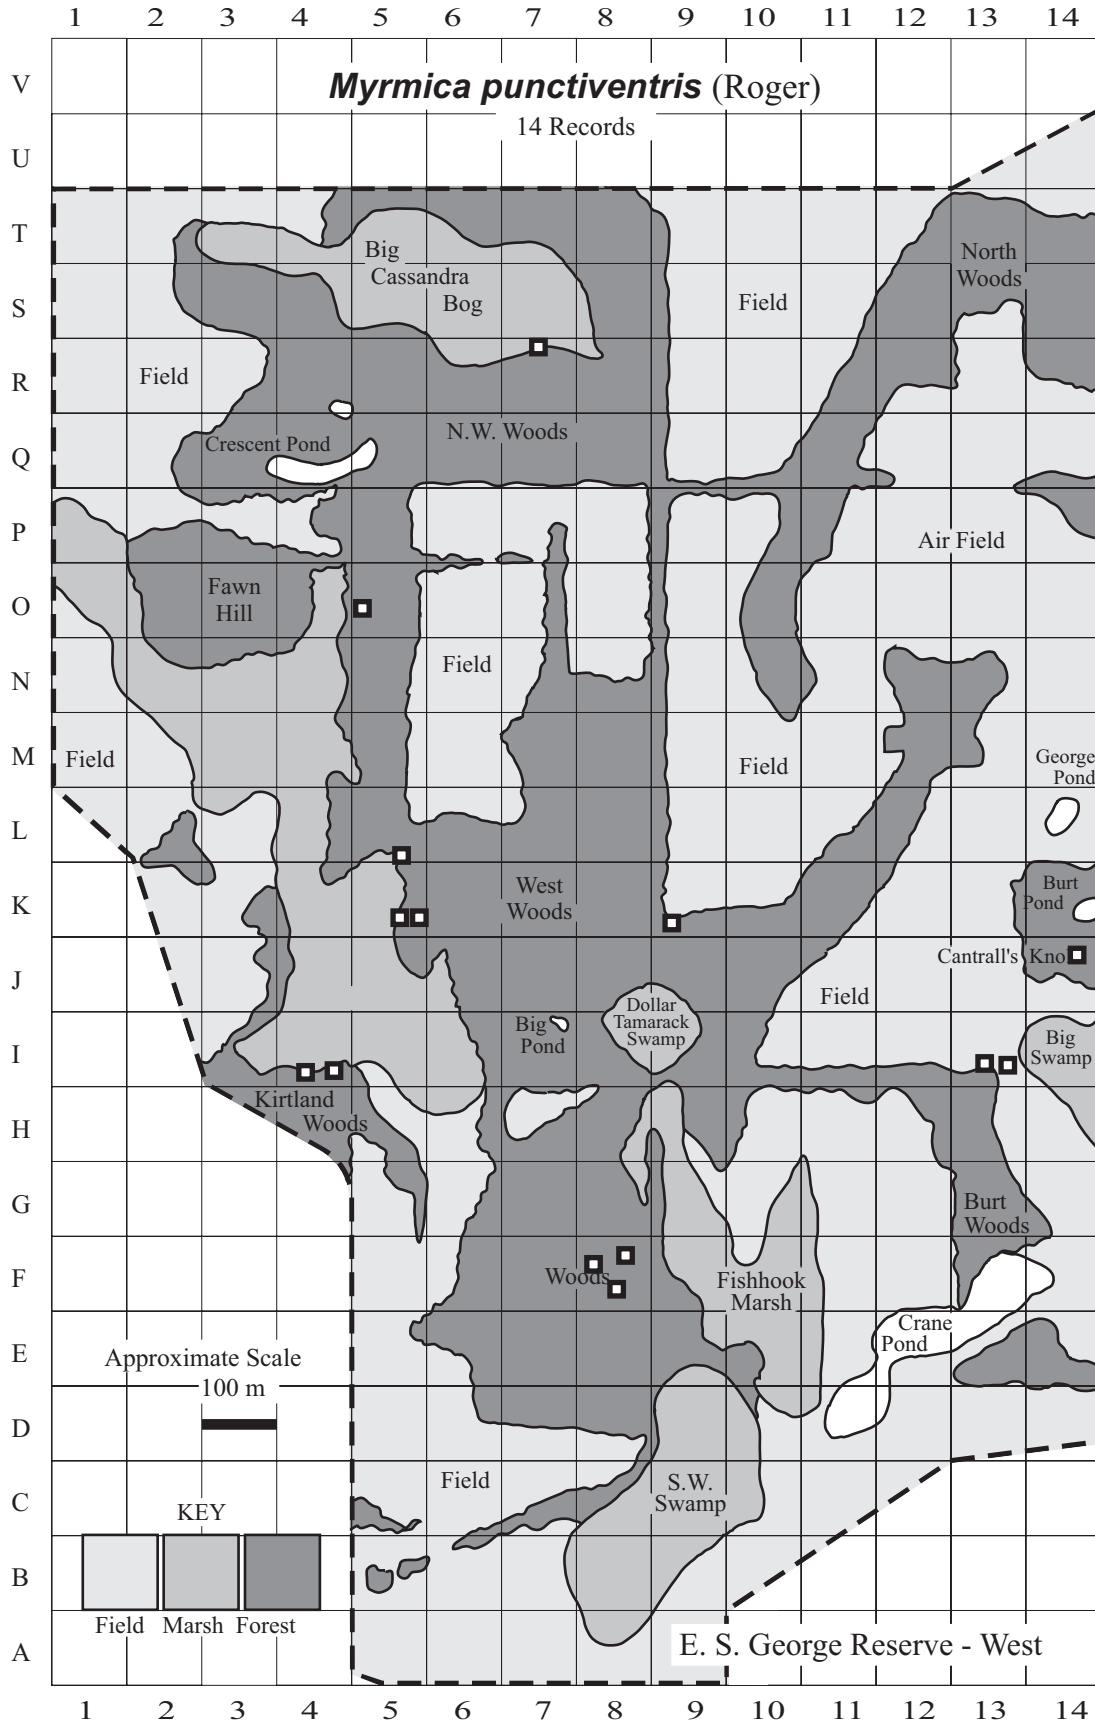 1 2 3 4 5 6 7 8 9 10 11 12 13 14
V
Myrmica punctiventris (Roger)
14 Records
U
T
Big
Cassandra
Bog
North
Woods
S
Field
R
Field
N.W. Woods
Crescent Pond
Q
P
Air Field
Fawn
Hill
O
Field
N
M
Field
Field
George
Pond
L
West
Woods
Burt
Pond
K
Cantrall's Kno
J
Field
Dollar
Tamarack
Swamp
Big
Pond
Big
Swamp
I
Kirtland
Woods
H
G
Burt
Woods
F
Woods
Fishhook
Marsh
Crane
Pond
E
Approximate Scale
100 m
D
Field
S.W.
Swamp
C
KEY
B
Field Marsh Forest
A
E. S. George Reserve - West
1 2 3 4 5 6 7 8 9 10 11 12 13 14